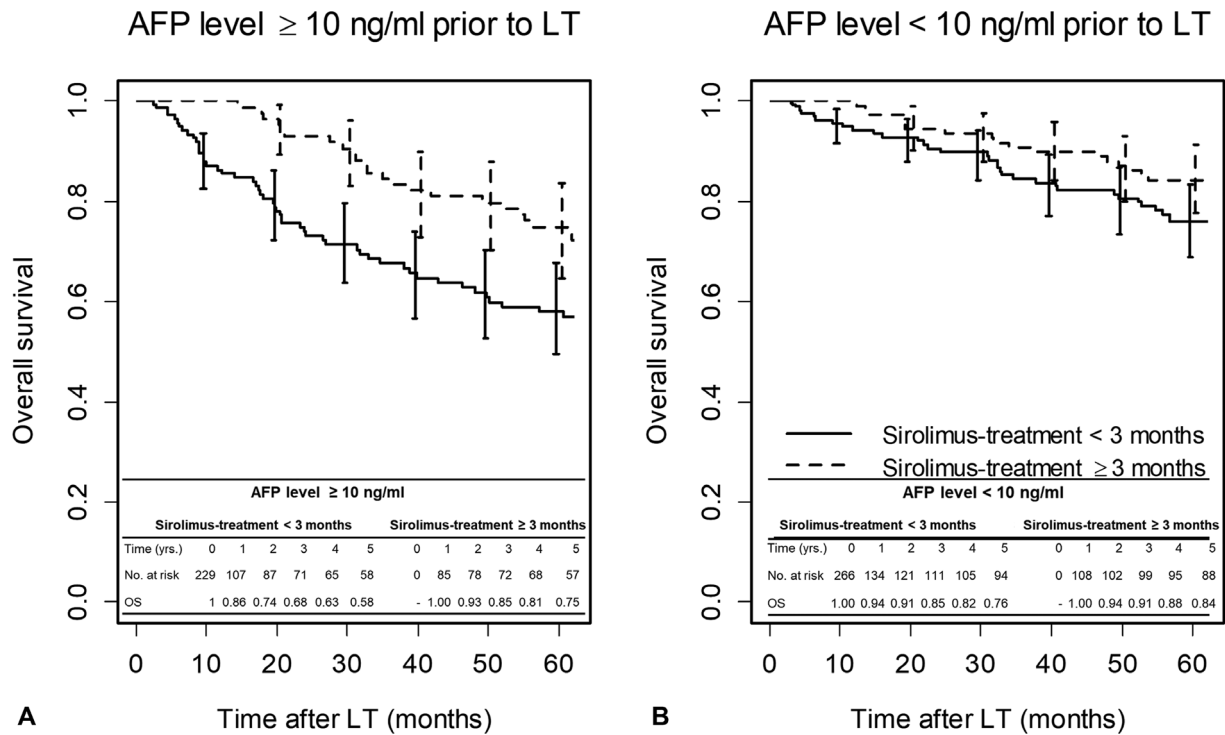 AFP level ≥ 10 ng/ml prior to LT
Overall survival
1.0
0.8
0.6
0.4
0.2
0.0
AFP level ≥ 10 ng/ml
Sirolimus-treatment < 3 months Sirolimus-treatment ≥ 3 months
Time (yrs.) 0 1 2 3 4 5 0 1 2 3 4 5
No. at risk 229 107 87 71 65 58 0 85 78 72 68 57
OS 1 0.86 0.74 0.68 0.63 0.58 - 1.00 0.93 0.85 0.81 0.75
0 10 20 30 40 50 60
A Time after LT (months)
AFP level < 10 ng/ml prior to LT
Overall survival
1.0
0.8
0.6
0.4
0.2
0.0
Sirolimus-treatment < 3 months
Sirolimus-treatment ≥ 3 months
AFP level < 10 ng/ml
Sirolimus-treatment < 3 months Sirolimus-treatment ≥ 3 months
Time (yrs.) 0 1 2 3 4 5 0 1 2 3 4 5
No. at risk 266 134 121 111 105 94 0 108 102 99 95 88
OS 1.00 0.94 0.91 0.85 0.82 0.76 - 1.00 0.94 0.91 0.88 0.84
0 10 20 30 40 50 60
B Time after LT (months)